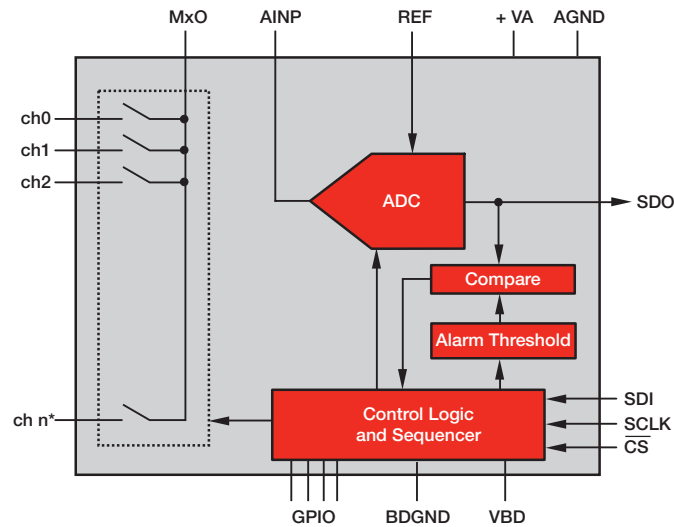 MxO
AINP
REF
+ VA
AGND
ch0
ch1
ch2
ADC
SDO
Compare
Alarm Threshold
Control Logic
and Sequencer
ch n*
SDI
SCLK
CS
GPIO
BDGND
VBD